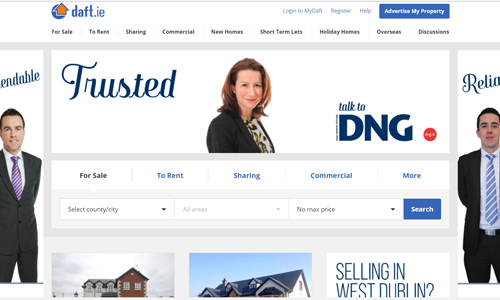 daft.ie
Login to MyDaft Register Help Advertise My Property
For Sale To Rent Sharing Commercial New Homes Short Term Lets Holiday Homes Overseas Discussions
endable
Trusted
talk to
DNG
dng.ie
Relia
For Sale To Rent Sharing Commercial More
Select county/city All areas No max price Search
SELLING IN
WEST DUBLIN?